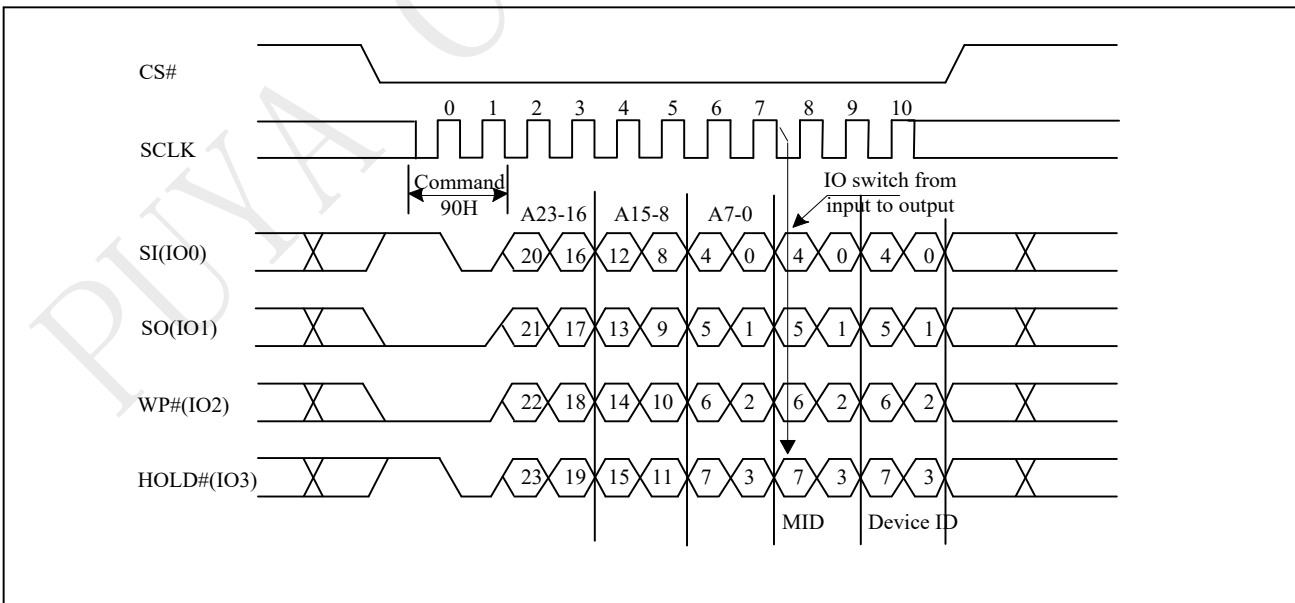 PUYA C
CS#
0 1 2 3 4 5 6 7 8 9 10
SCLK
Command
90H
IO switch from
input to output
A23-16 A15-8 A7-0
SI(IO0) 20 16 12 8 4 0 4 0 4 0
SO(IO1) 21 17 13 9 5 1 5 1 5 1
WP#(IO2) 22 18 14 10 6 2 6 2 6 2
HOLD#(IO3) 23 19 15 11 7 3 7 3 7 3
MID Device ID